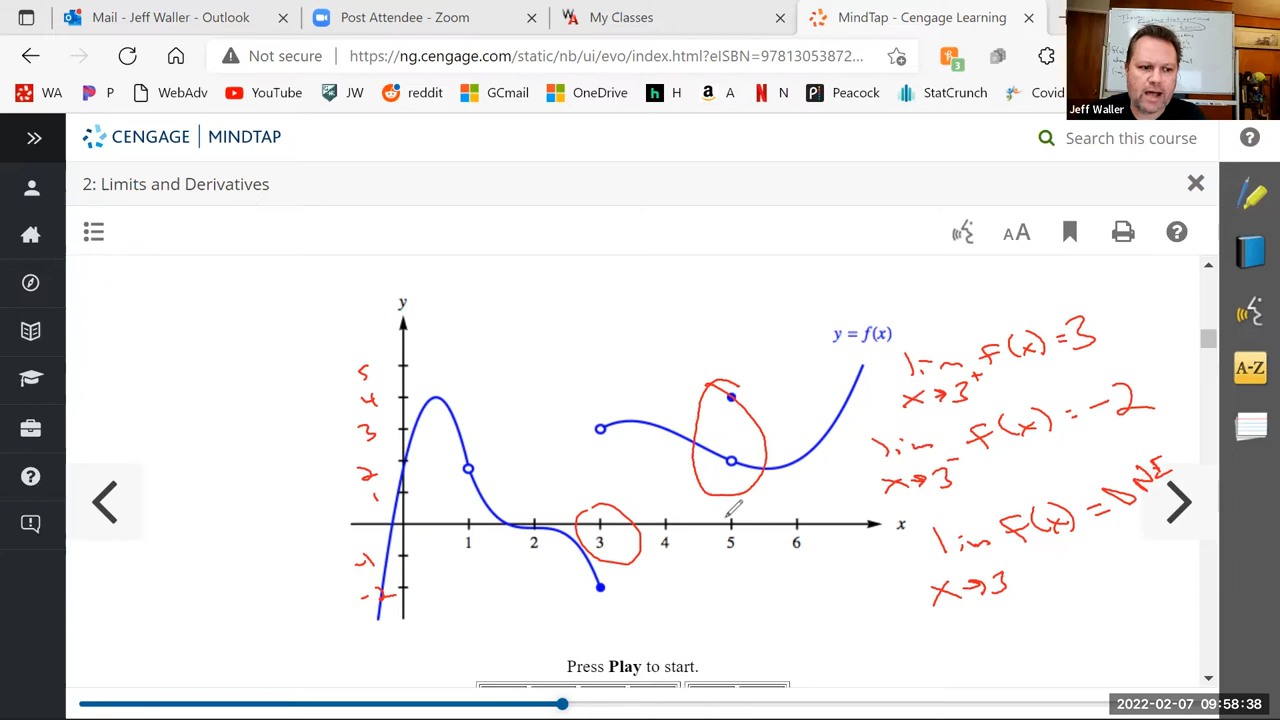 Mail - Jeff Waller - Outlook
Post Attendee - Zoom
My Classes
MindTap - Cengage Learning
Not secure
https://ng.cengage.com/static/nb/ui/evo/index.html?eISBN=97813053872...
3
WA
P
WebAdv
YouTube
JW
reddit
GCmail
OneDrive
H
A
N
Peacock
StatCrunch
Covid
Jeff Waller
CENGAGE | MINDTAP
Search this course
2: Limits and Derivatives
AA
A-Z
y
y = f(x)
5
4
3
2
1
-1
-2
1 2 3 4 5 6
x
lim f(x) = 3
x→3⁺
lim f(x) = -2
x→3⁻
lim f(x) = DNE
x→3
Press Play to start.
2022-02-07 09:58:38